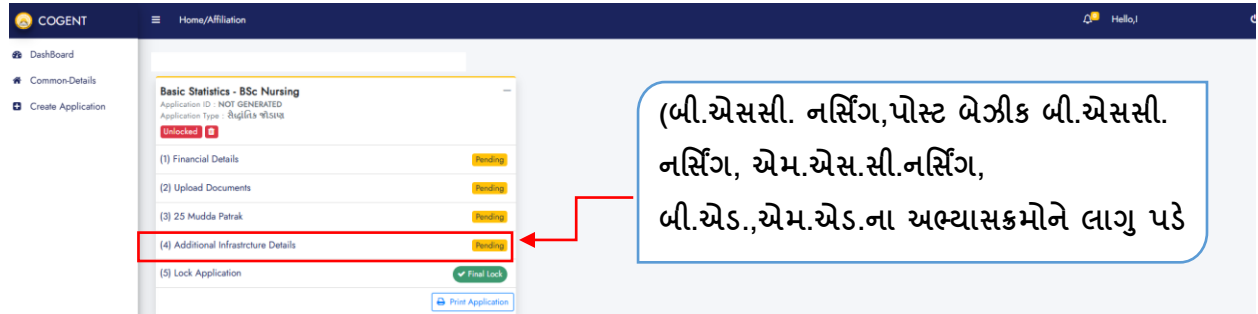 COGENT
Home/Affiliation
Hello,I
DashBoard
Common-Details
Create Application
Basic Statistics - BSc Nursing
Application ID : NOT GENERATED
Application Type : સૈદ્ધાંતિક જોડાણ
Unlocked
(1) Financial Details Pending
(2) Upload Documents Pending
(3) 25 Mudda Patrak Pending
(4) Additional Infrastrcture Details Pending
(5) Lock Application Final Lock
Print Application
(બી.એસસી. નર્સિંગ,પોસ્ટ બેઝીક બી.એસસી.
નર્સિંગ, એમ.એસ.સી.નર્સિંગ,
બી.એડ.,એમ.એડ.ના અભ્યાસક્રમોને લાગુ પડે